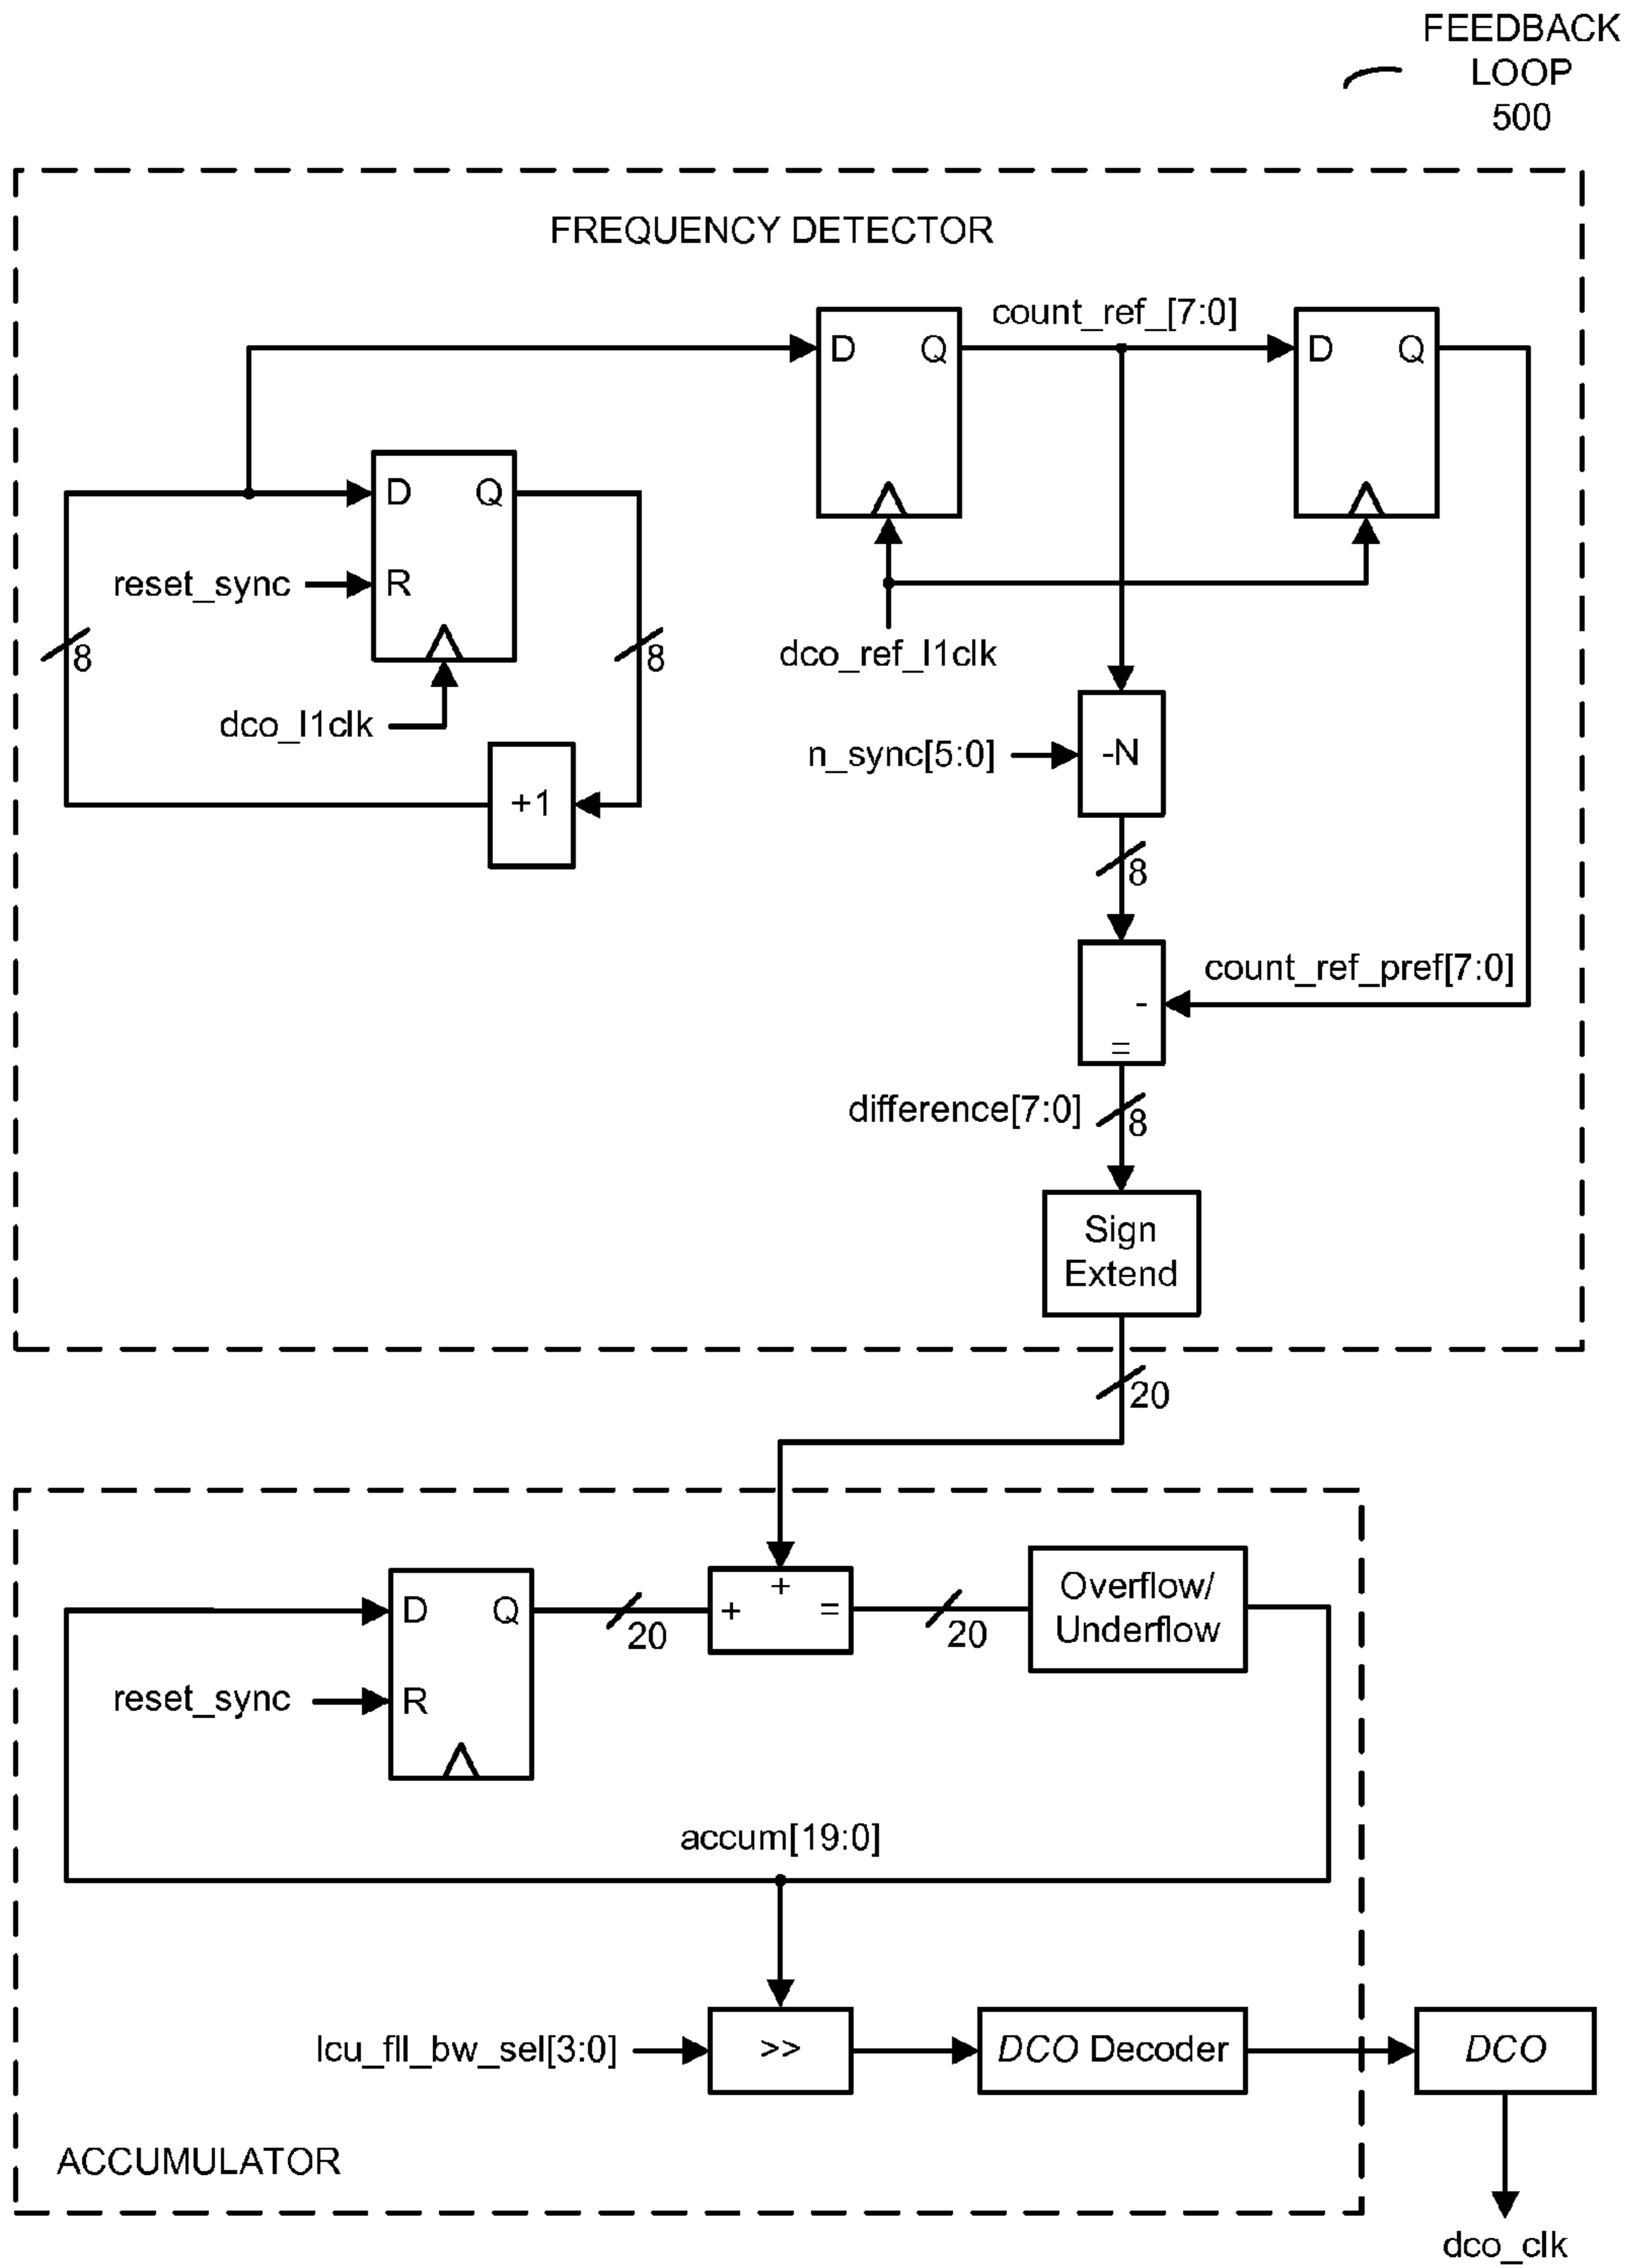 FEEDBACK
LOOP
500
FREQUENCY DETECTOR
count_ref_[7:0]
D Q
D Q
D Q
reset_sync
R
8
8
dco_ref_l1clk
dco_l1clk
n_sync[5:0]
-N
+1
8
count_ref_pref[7:0]
-
=
difference[7:0]
8
Sign
Extend
20
D Q
20
+
+
=
20
Overflow/
Underflow
reset_sync
R
accum[19:0]
lcu_fll_bw_sel[3:0]
>>
DCO Decoder
DCO
ACCUMULATOR
dco_clk